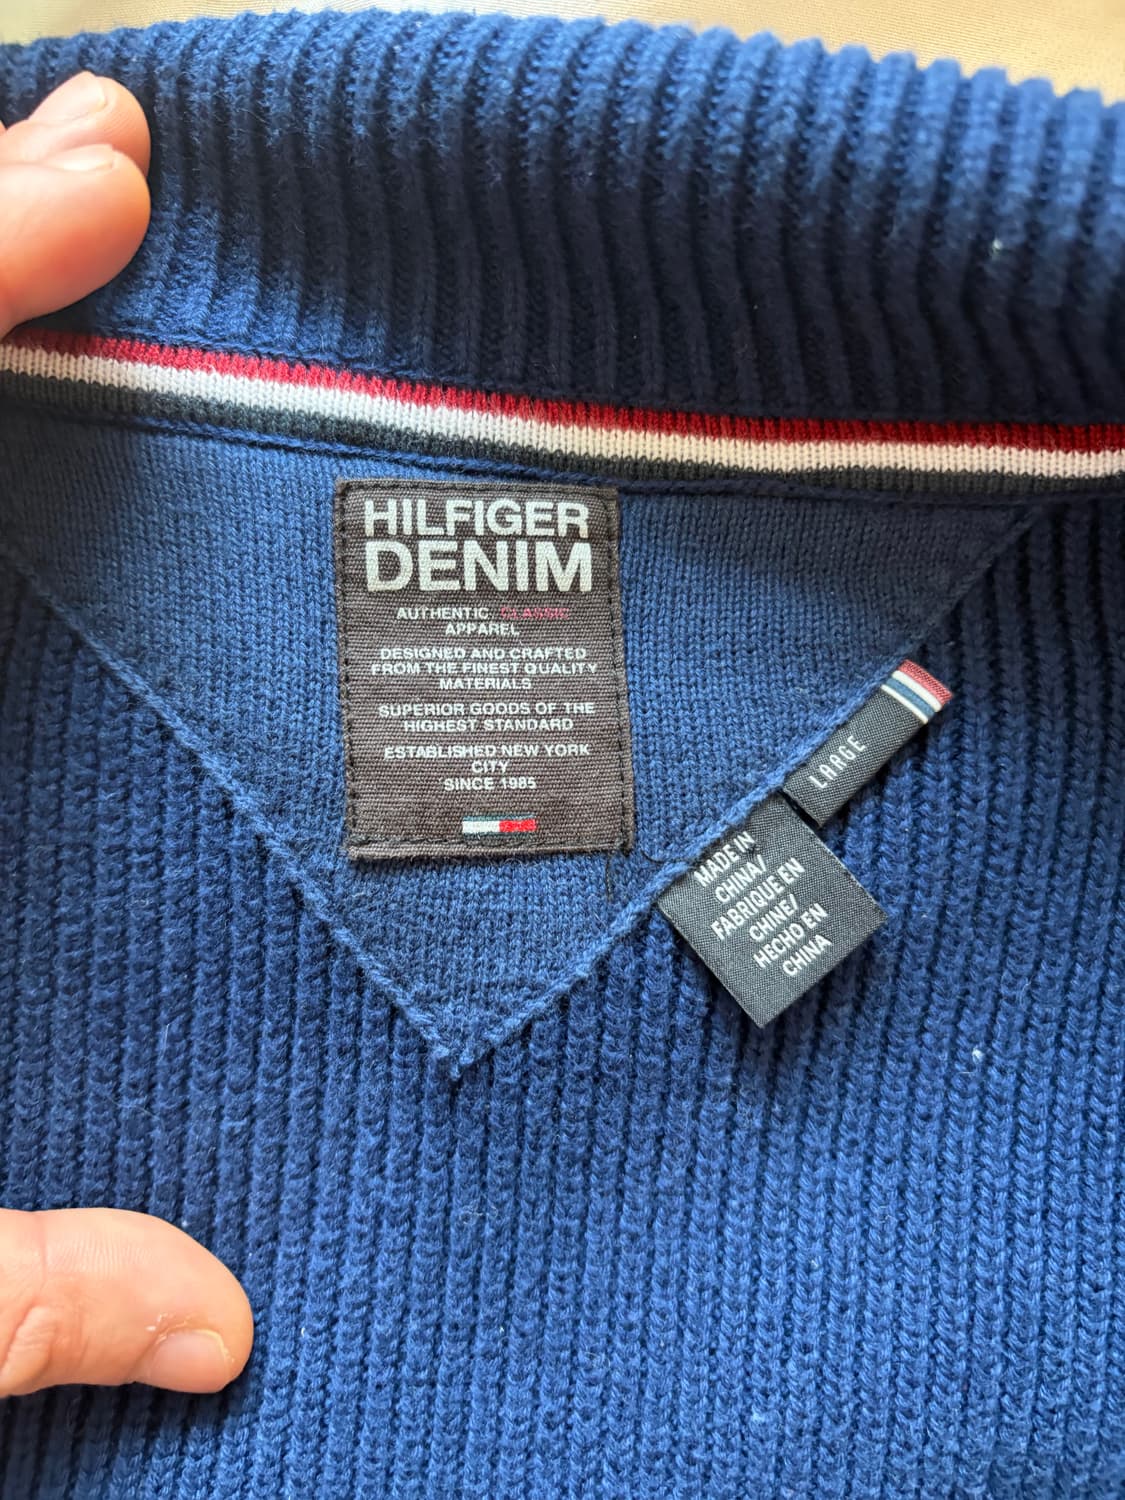 HILFIGER
DENIM
AUTHENTIC. CLASSIC
APPAREL
DESIGNED AND CRAFTED
FROM THE FINEST QUALITY
MATERIALS
SUPERIOR GOODS OF THE
HIGHEST STANDARD
ESTABLISHED NEW YORK
CITY
SINCE 1985
LARGE
MADE IN
CHINA/
FABRIQUE EN
CHINE/
HECHO EN
CHINA